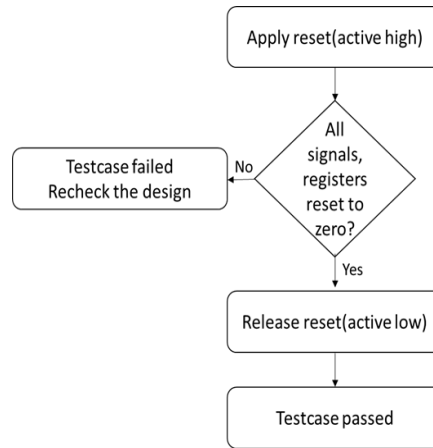 Apply reset(active high)
All
signals,
registers
reset to
zero?
No
Testcase failed
Recheck the design
Yes
Release reset(active low)
Testcase passed